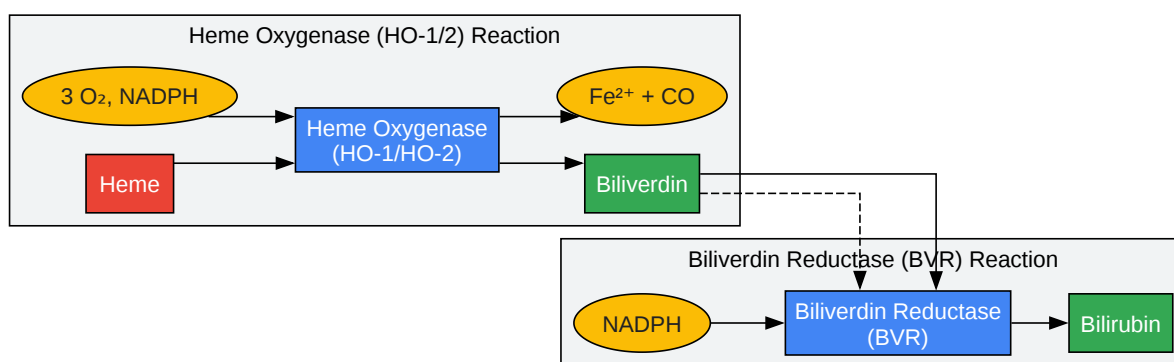 Heme Oxygenase (HO-1/2) Reaction
3 O₂, NADPH
Fe²⁺ + CO
Heme Oxygenase
(HO-1/HO-2)
Heme
Biliverdin
Biliverdin Reductase (BVR) Reaction
NADPH
Biliverdin Reductase
(BVR)
Bilirubin